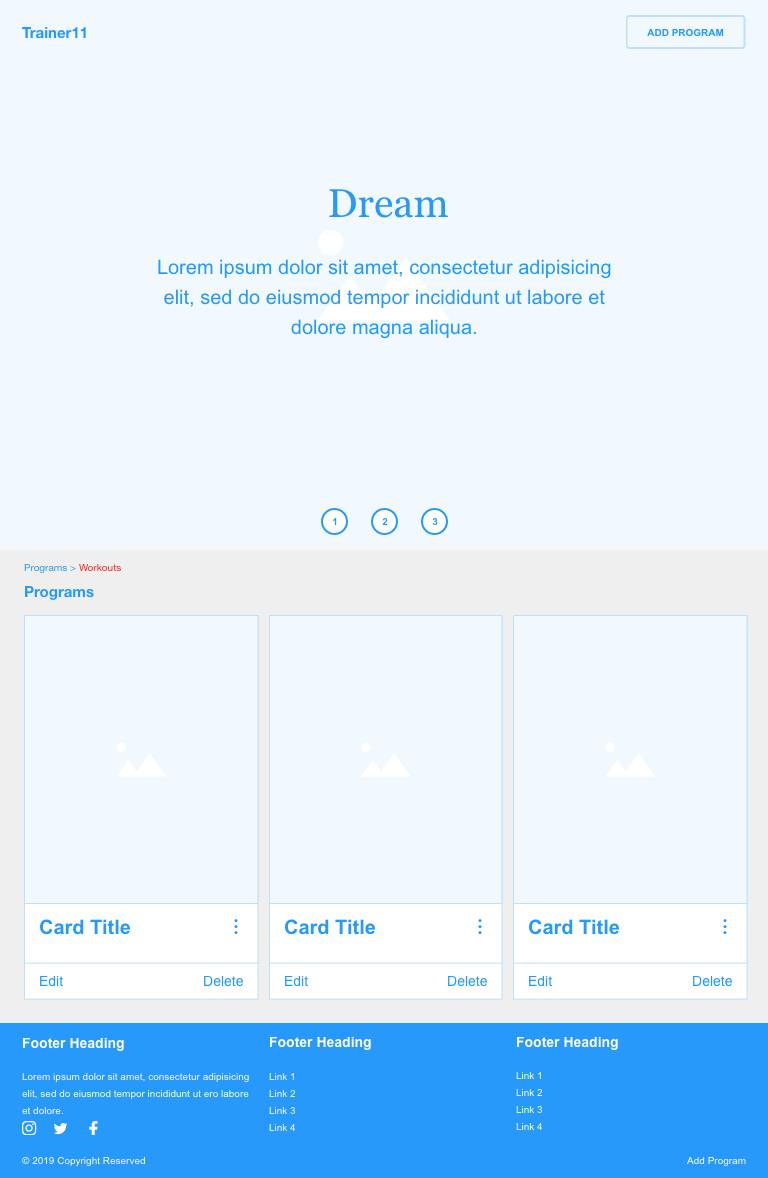 Trainer11
ADD PROGRAM
Dream
Lorem ipsum dolor sit amet, consectetur adipisicing
elit, sed do eiusmod tempor incididunt ut labore et
dolore magna aliqua.
1 2 3
Programs > Workouts
Programs
Card Title
Edit Delete
Card Title
Edit Delete
Card Title
Edit Delete
Footer Heading
Lorem ipsum dolor sit amet, consectetur adipisicing
elit, sed do eiusmod tempor incididunt ut ero labore
et dolore.
Footer Heading
Link 1
Link 2
Link 3
Link 4
Footer Heading
Link 1
Link 2
Link 3
Link 4
© 2019 Copyright Reserved
Add Program